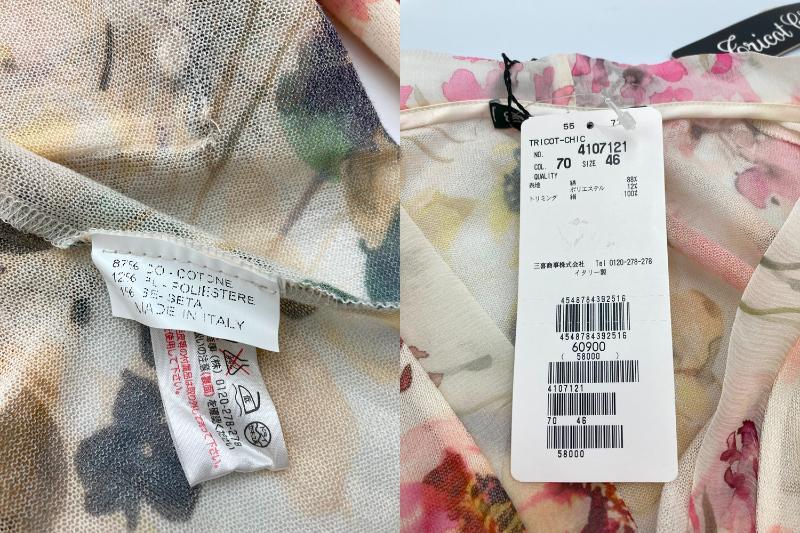 87% CO - COTONE
12% PL - POLIESTERE
1% SE - SETA
MADE IN ITALY
(株) 0120-278-278
Toricot
55
TRICOT-CHIC
NO. 4107121
COL. 70 SIZE 46
QUALITY
表地 綿 88%
ポリエステル 12%
トリミング 絹 100%
三喜商事株式会社 Tel 0120-278-278
イタリー製
4548784392516
4548784392516
60900
( 58000 )
4107121
70 46
58000